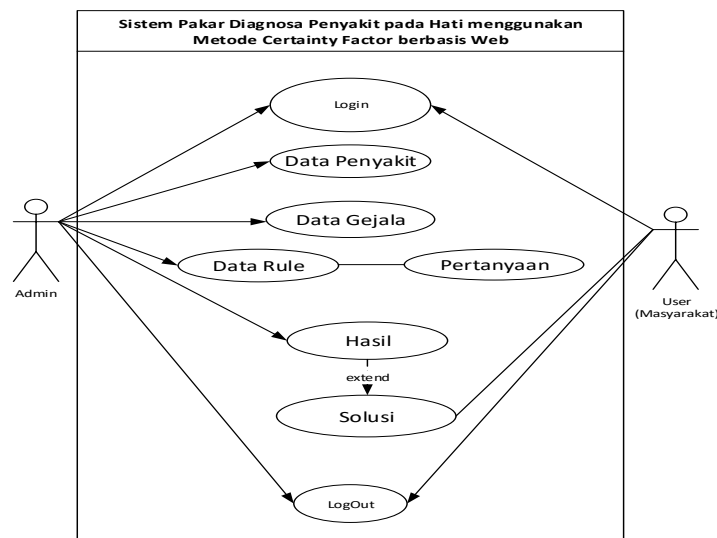 Sistem Pakar Diagnosa Penyakit pada Hati menggunakan
Metode Certainty Factor berbasis Web
Login
Data Penyakit
Data Gejala
Data Rule
Pertanyaan
Admin
User
(Masyarakat)
Hasil
extend
Solusi
LogOut